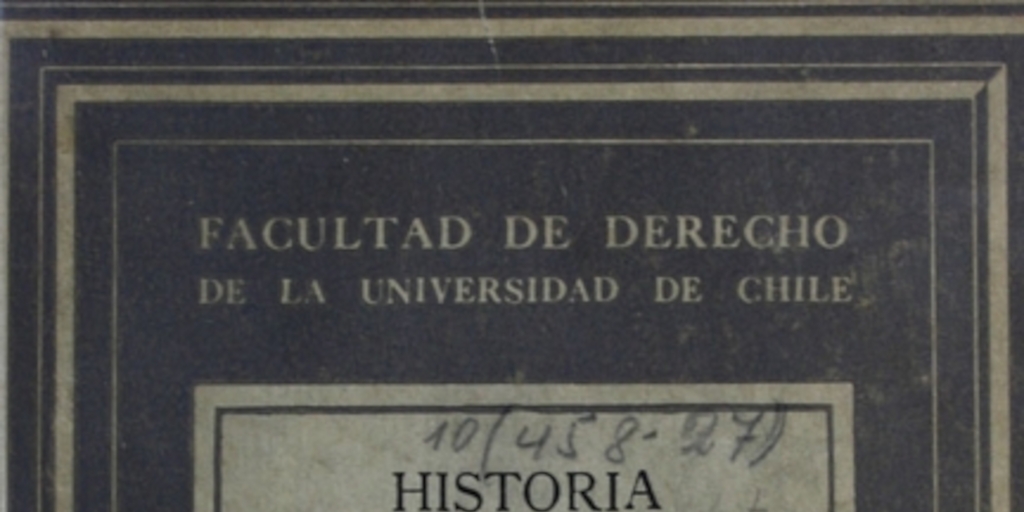 FACULTAD DE DERECHO
DE LA UNIVERSIDAD DE CHILE
10(458-27)
HISTORIA